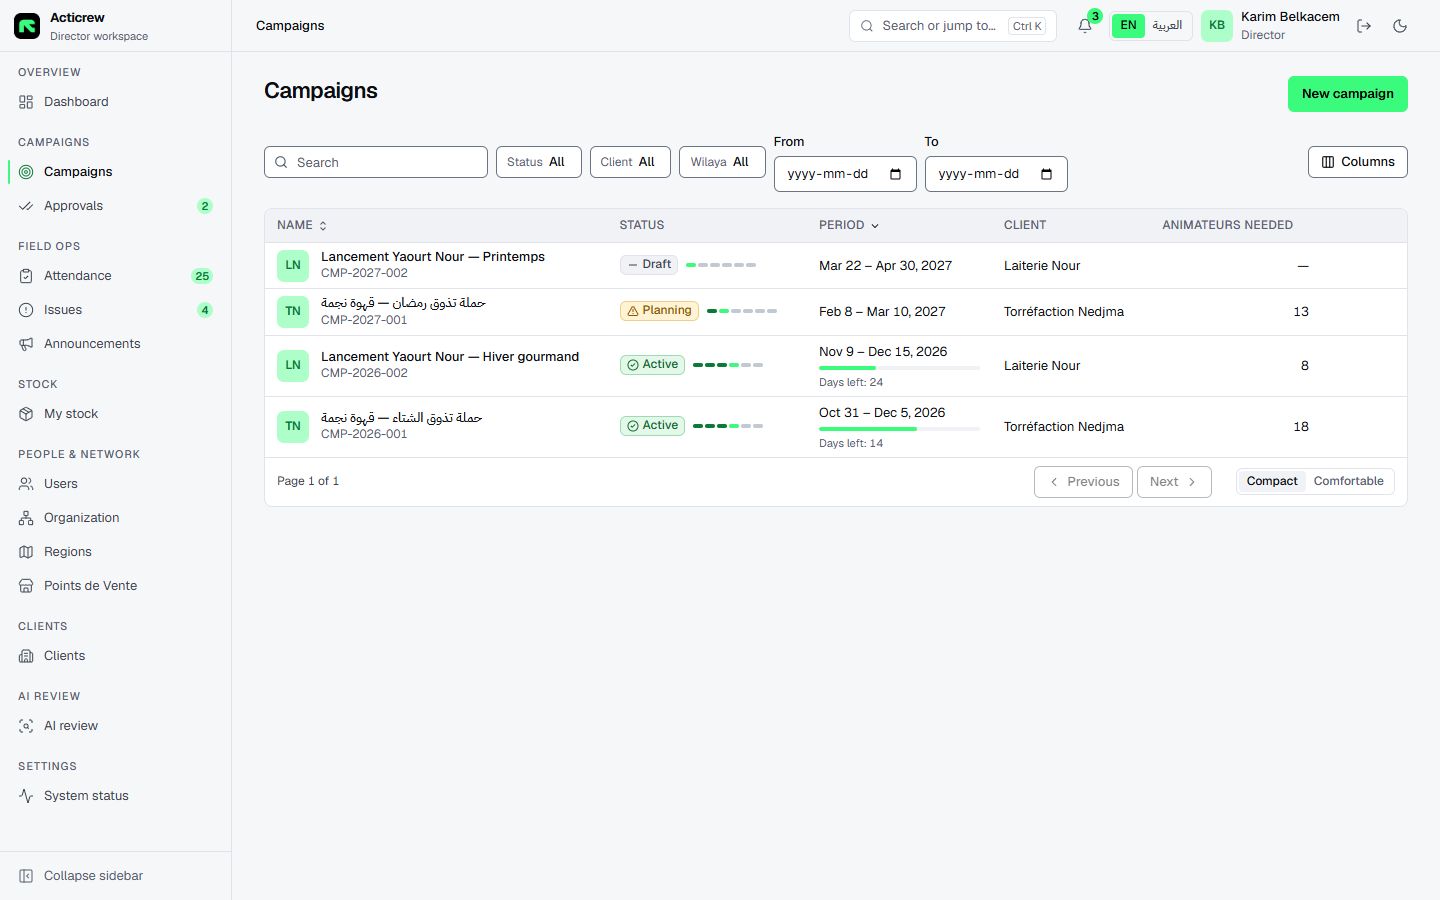 Acticrew
Director workspace
Campaigns
Search or jump to...
Ctrl K
3
EN
العربية
KB
Karim Belkacem
Director
OVERVIEW
Dashboard
CAMPAIGNS
Campaigns
Approvals
2
FIELD OPS
Attendance
25
Issues
4
Announcements
STOCK
My stock
PEOPLE & NETWORK
Users
Organization
Regions
Points de Vente
CLIENTS
Clients
AI REVIEW
AI review
SETTINGS
System status
Collapse sidebar
Campaigns
New campaign
Search
Status All
Client All
Wilaya All
From
yyyy-mm-dd
To
yyyy-mm-dd
Columns
NAME
STATUS
PERIOD
CLIENT
ANIMATEURS NEEDED
LN
Lancement Yaourt Nour — Printemps
CMP-2027-002
Draft
Mar 22 – Apr 30, 2027
Laiterie Nour
—
TN
حملة تذوق رمضان — قهوة نجمة
CMP-2027-001
Planning
Feb 8 – Mar 10, 2027
Torréfaction Nedjma
13
LN
Lancement Yaourt Nour — Hiver gourmand
CMP-2026-002
Active
Nov 9 – Dec 15, 2026
Days left: 24
Laiterie Nour
8
TN
حملة تذوق الشتاء — قهوة نجمة
CMP-2026-001
Active
Oct 31 – Dec 5, 2026
Days left: 14
Torréfaction Nedjma
18
Page 1 of 1
Previous
Next
Compact
Comfortable